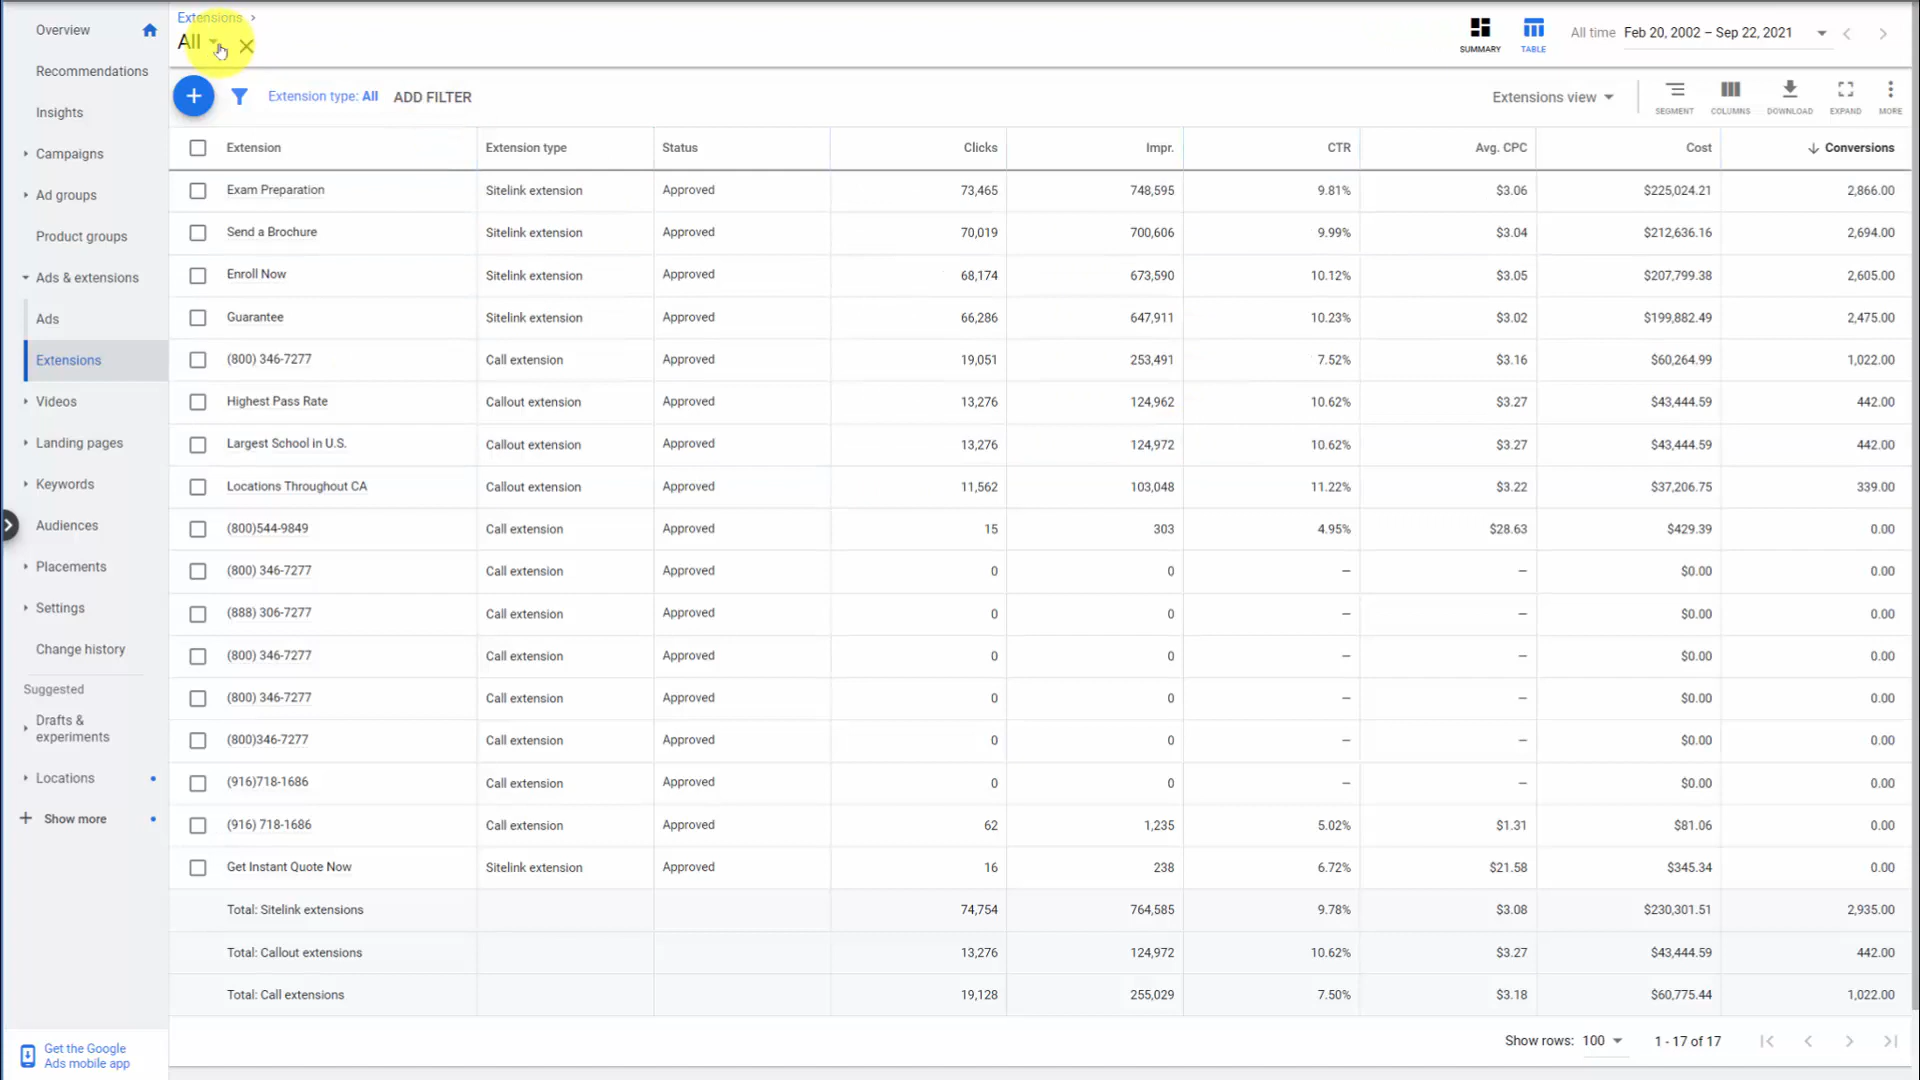 Overview
Recommendations
Insights
Campaigns
Ad groups
Product groups
Ads & extensions
Ads
Extensions
Videos
Landing pages
Keywords
Audiences
Placements
Settings
Change history
Suggested
Drafts &
experiments
Locations
Show more
Get the Google
Ads mobile app
Extensions
All
SUMMARY
TABLE
All time Feb 20, 2002 – Sep 22, 2021
Extension type: All ADD FILTER
Extensions view
SEGMENT COLUMNS DOWNLOAD EXPAND MORE
Extension Extension type Status Clicks Impr. CTR Avg. CPC Cost Conversions
Exam Preparation Sitelink extension Approved 73,465 748,595 9.81% $3.06 $225,024.21 2,866.00
Send a Brochure Sitelink extension Approved 70,019 700,606 9.99% $3.04 $212,636.16 2,694.00
Enroll Now Sitelink extension Approved 68,174 673,590 10.12% $3.05 $207,799.38 2,605.00
Guarantee Sitelink extension Approved 66,286 647,911 10.23% $3.02 $199,882.49 2,475.00
(800) 346-7277 Call extension Approved 19,051 253,491 7.52% $3.16 $60,264.99 1,022.00
Highest Pass Rate Callout extension Approved 13,276 124,962 10.62% $3.27 $43,444.59 442.00
Largest School in U.S. Callout extension Approved 13,276 124,972 10.62% $3.27 $43,444.59 442.00
Locations Throughout CA Callout extension Approved 11,562 103,048 11.22% $3.22 $37,206.75 339.00
(800)544-9849 Call extension Approved 15 303 4.95% $28.63 $429.39 0.00
(800) 346-7277 Call extension Approved 0 0 — — $0.00 0.00
(888) 306-7277 Call extension Approved 0 0 — — $0.00 0.00
(800) 346-7277 Call extension Approved 0 0 — — $0.00 0.00
(800) 346-7277 Call extension Approved 0 0 — — $0.00 0.00
(800)346-7277 Call extension Approved 0 0 — — $0.00 0.00
(916)718-1686 Call extension Approved 0 0 — — $0.00 0.00
(916) 718-1686 Call extension Approved 62 1,235 5.02% $1.31 $81.06 0.00
Get Instant Quote Now Sitelink extension Approved 16 238 6.72% $21.58 $345.34 0.00
Total: Sitelink extensions 74,754 764,585 9.78% $3.08 $230,301.51 2,935.00
Total: Callout extensions 13,276 124,972 10.62% $3.27 $43,444.59 442.00
Total: Call extensions 19,128 255,029 7.50% $3.18 $60,775.44 1,022.00
Show rows: 100 1 - 17 of 17